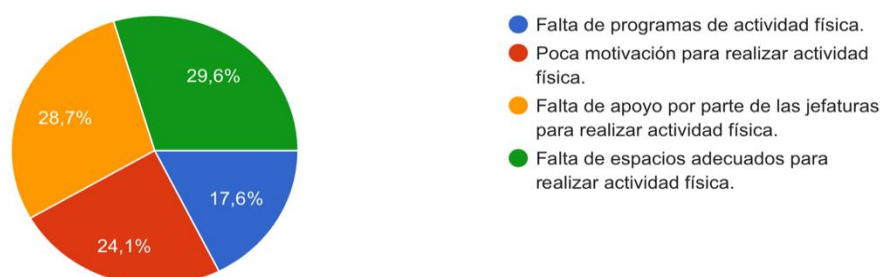 29,6%
28,7%
17,6%
24,1%
Falta de programas de actividad física.
Poca motivación para realizar actividad
física.
Falta de apoyo por parte de las jefaturas
para realizar actividad física.
Falta de espacios adecuados para
realizar actividad física.